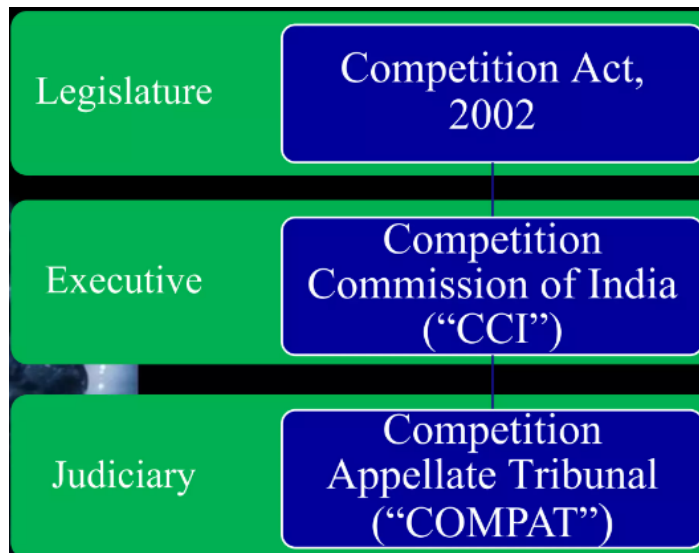 Legislature
Competition Act,
2002
Executive
Competition
Commission of India
(“CCI”)
Judiciary
Competition
Appellate Tribunal
(“COMPAT”)